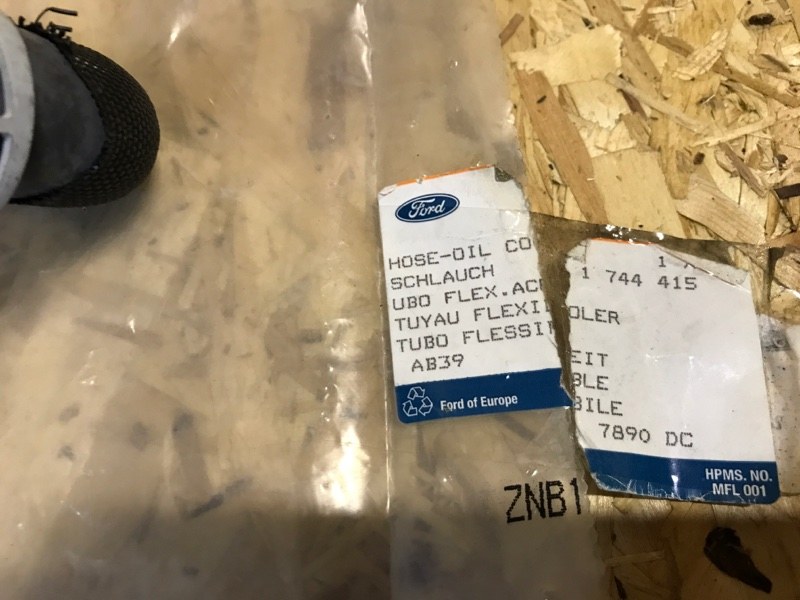 Ford
HOSE-OIL CO
OLER
SCHLAUCH
UBO FLEX.AC
EIT
TUYAU FLEXI
BLE
TUBO FLESSI
BILE
AB39
7890 DC
Ford of Europe
1 744 415
HPMS. NO.
MFL 001
ZNB1